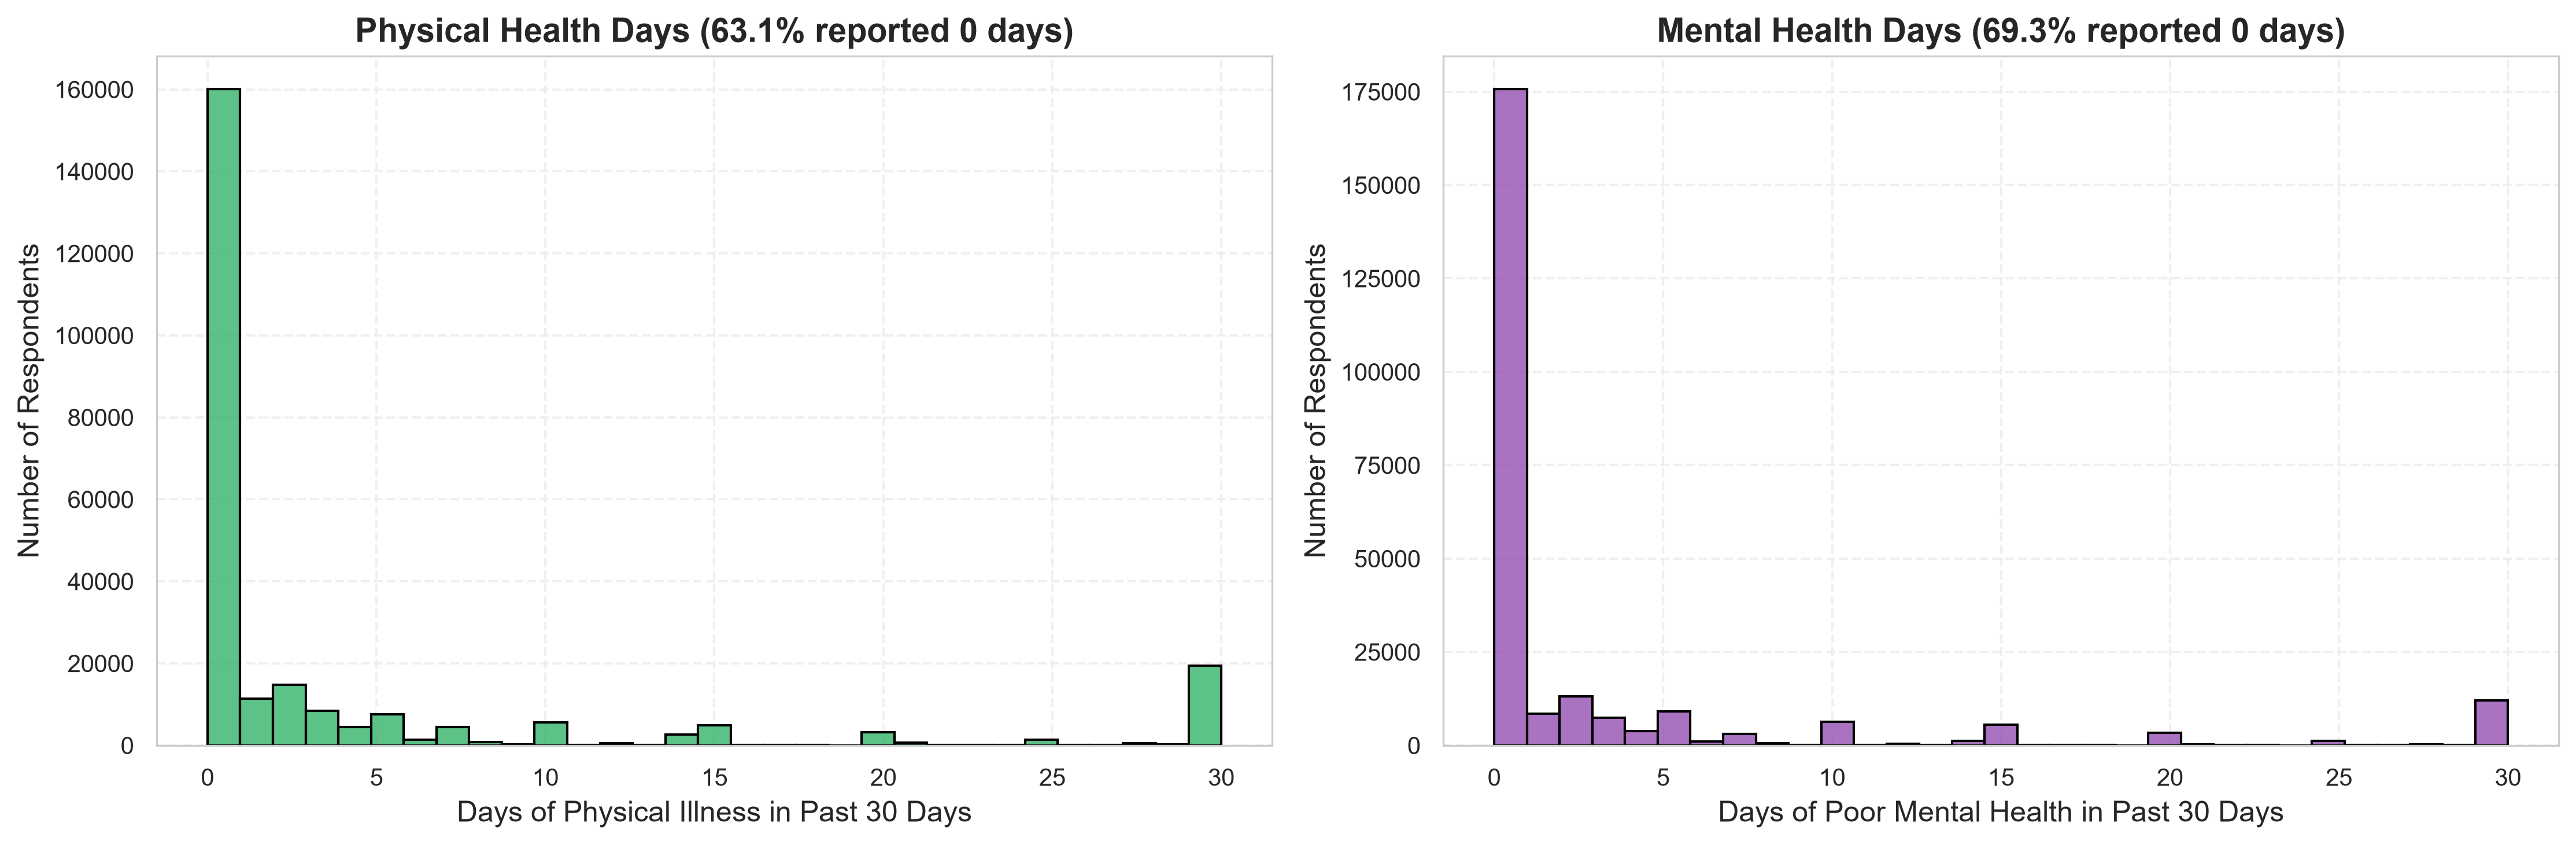 Physical Health Days (63.1% reported 0 days)
160000
140000
120000
100000
80000
60000
40000
20000
0
Number of Respondents
0 5 10 15 20 25 30
Days of Physical Illness in Past 30 Days
Mental Health Days (69.3% reported 0 days)
175000
150000
125000
100000
75000
50000
25000
0
Number of Respondents
0 5 10 15 20 25 30
Days of Poor Mental Health in Past 30 Days